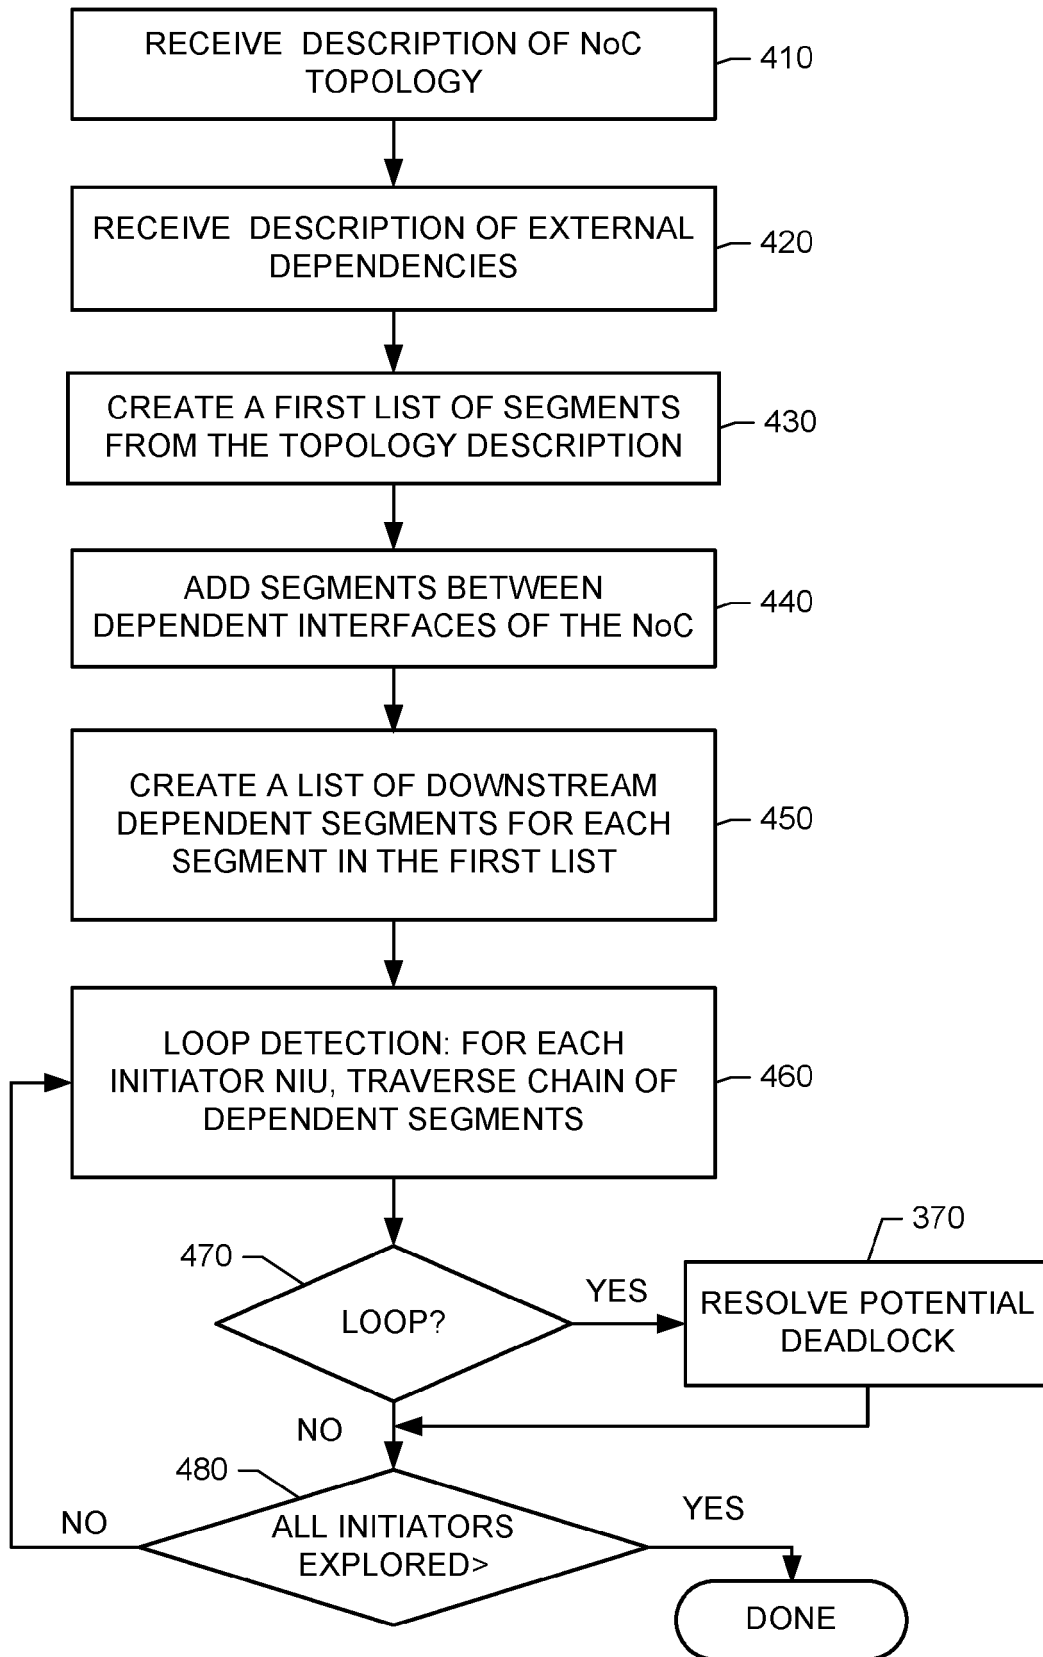 RECEIVE DESCRIPTION OF NoC
TOPOLOGY
410
RECEIVE DESCRIPTION OF EXTERNAL
DEPENDENCIES
420
CREATE A FIRST LIST OF SEGMENTS
FROM THE TOPOLOGY DESCRIPTION
430
ADD SEGMENTS BETWEEN
DEPENDENT INTERFACES OF THE NoC
440
CREATE A LIST OF DOWNSTREAM
DEPENDENT SEGMENTS FOR EACH
SEGMENT IN THE FIRST LIST
450
LOOP DETECTION: FOR EACH
INITIATOR NIU, TRAVERSE CHAIN OF
DEPENDENT SEGMENTS
460
470
LOOP?
YES
370
RESOLVE POTENTIAL
DEADLOCK
NO
480
ALL INITIATORS
EXPLORED>
NO
YES
DONE